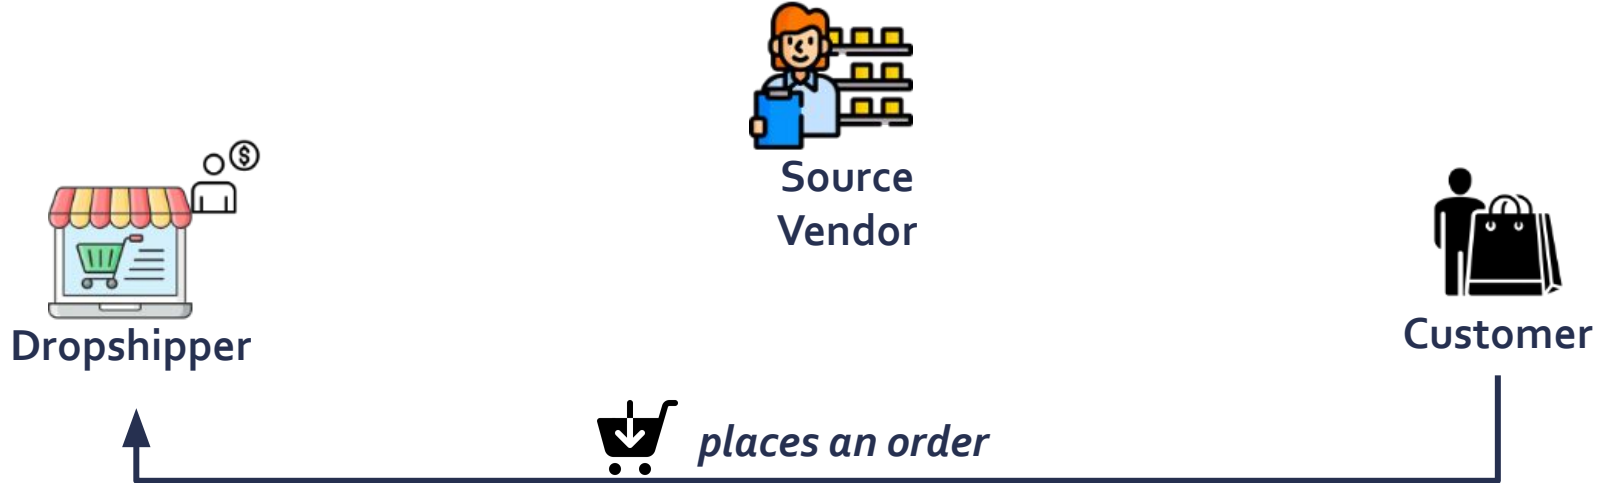 $
Source
Vendor
Dropshipper
Customer
places an order